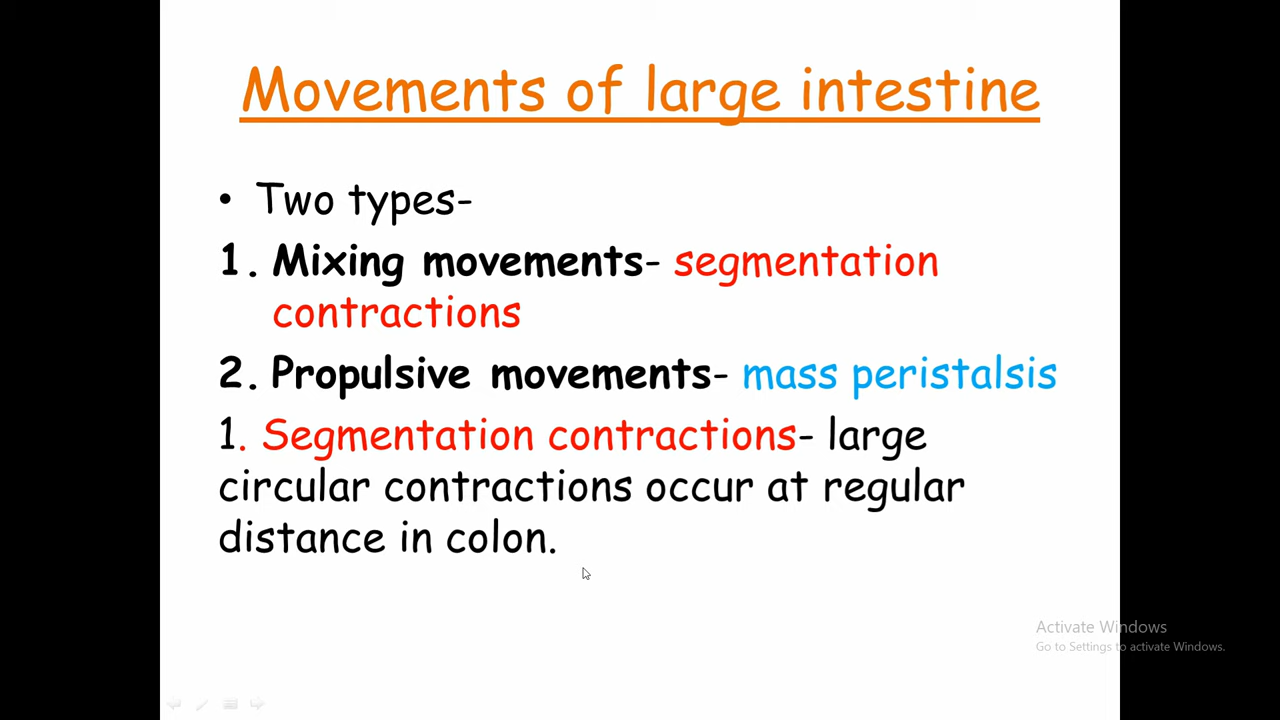 Movements of large intestine
• Two types-
1. Mixing movements- segmentation
contractions
2. Propulsive movements- mass peristalsis
1. Segmentation contractions- large
circular contractions occur at regular
distance in colon.
Activate Windows
Go to Settings to activate Windows.